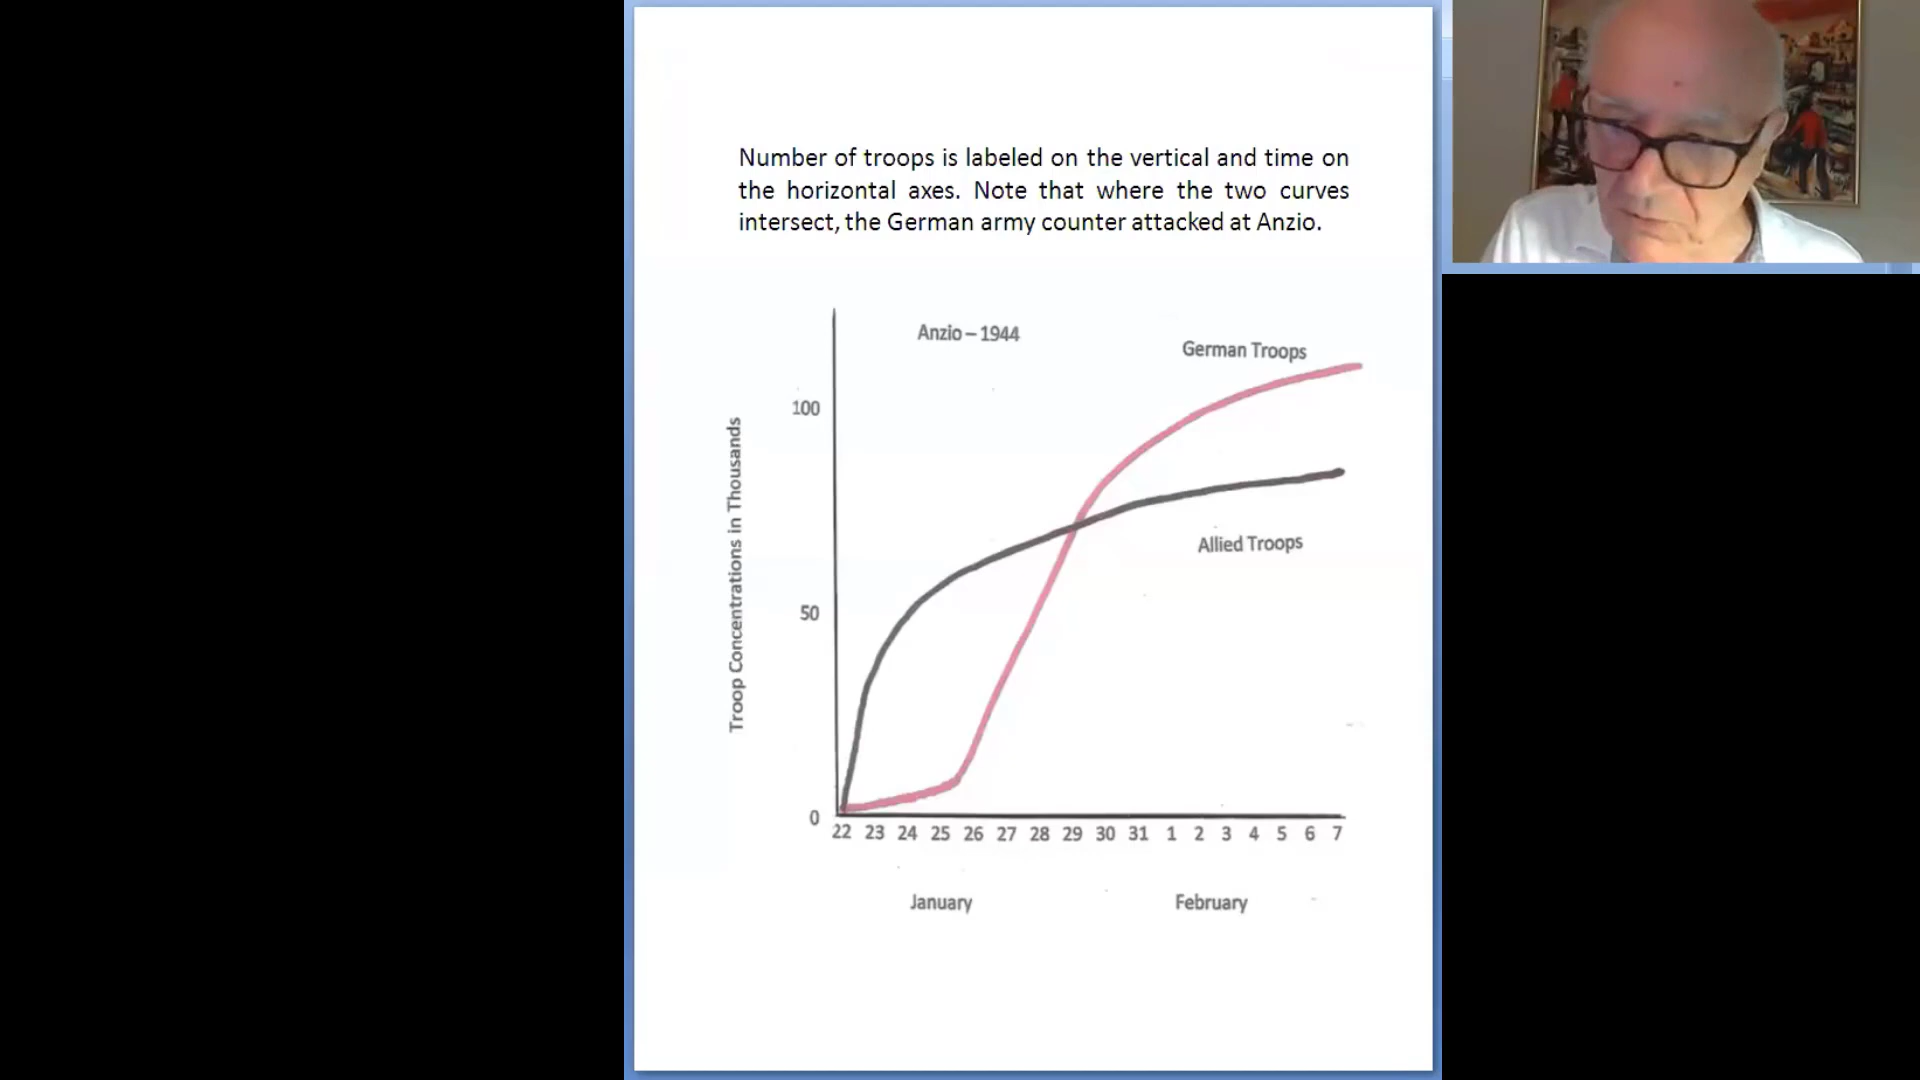 Number of troops is labeled on the vertical and time on
the horizontal axes. Note that where the two curves
intersect, the German army counter attacked at Anzio.
Anzio – 1944
German Troops
100
Troop Concentrations in Thousands
Allied Troops
50
0
22 23 24 25 26 27 28 29 30 31 1 2 3 4 5 6 7
January February